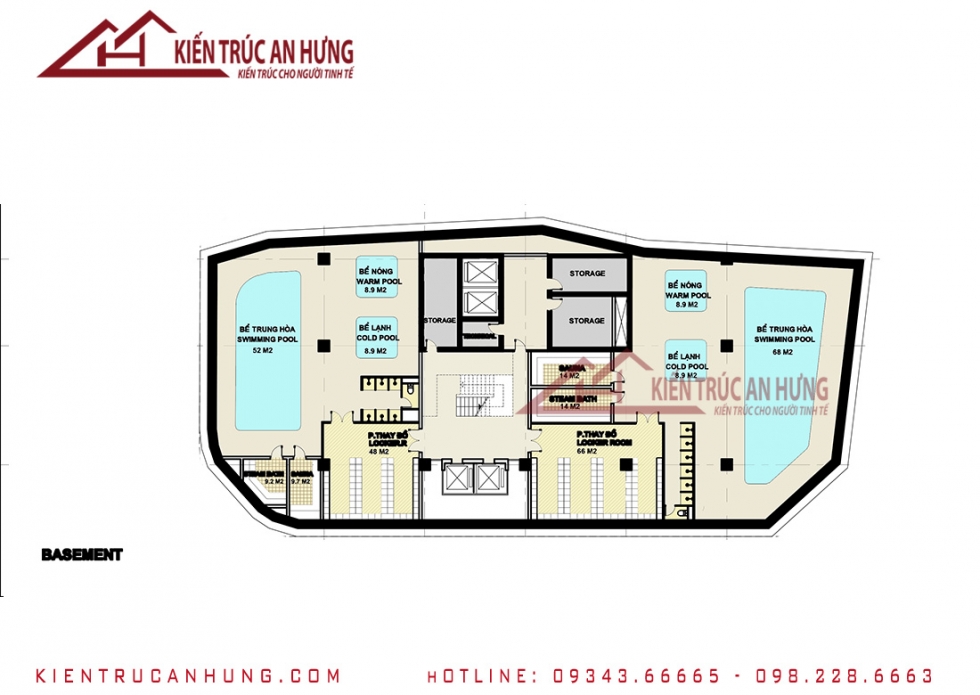 KIẾN TRÚC AN HƯNG
KIẾN TRÚC CHO NGƯỜI TINH TẾ
BỂ NÓNG
WARM POOL
8.9 M2
BỂ TRUNG HÒA
SWIMMING POOL
52 M2
BỂ LẠNH
COLD POOL
8.9 M2
STORAGE
STORAGE
STORAGE
BỂ NÓNG
WARM POOL
8.9 M2
BỂ TRUNG HÒA
SWIMMING POOL
68 M2
BỂ LẠNH
COLD POOL
8.9 M2
SAUNA
14 M2
STEAM BATH
14 M2
KIẾN TRÚC AN HƯNG
KIẾN TRÚC CHO NGƯỜI TINH TẾ
P.THAY ĐỒ
LOCKER.R
48 M2
P.THAY ĐỒ
LOCKER ROOM
66 M2
STEAM BATH
9.2 M2
SAUNA
9.7 M2
BASEMENT
KIENTRUCANHUNG.COM
HOTLINE: 09343.66665 - 098.228.6663